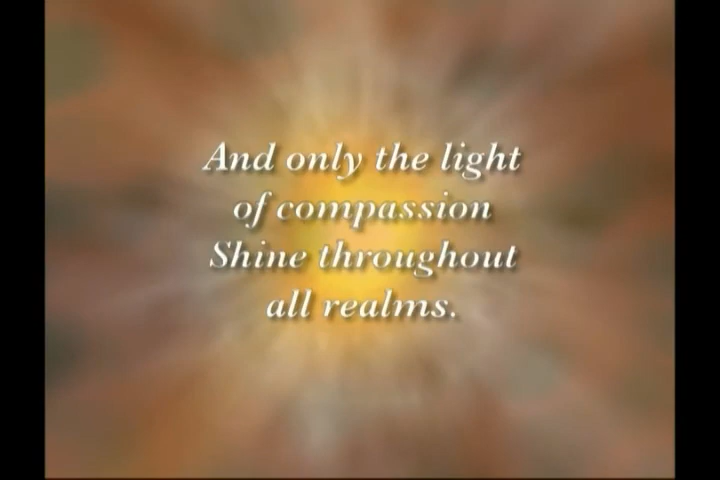 And only the light
of compassion
Shine throughout
all realms.